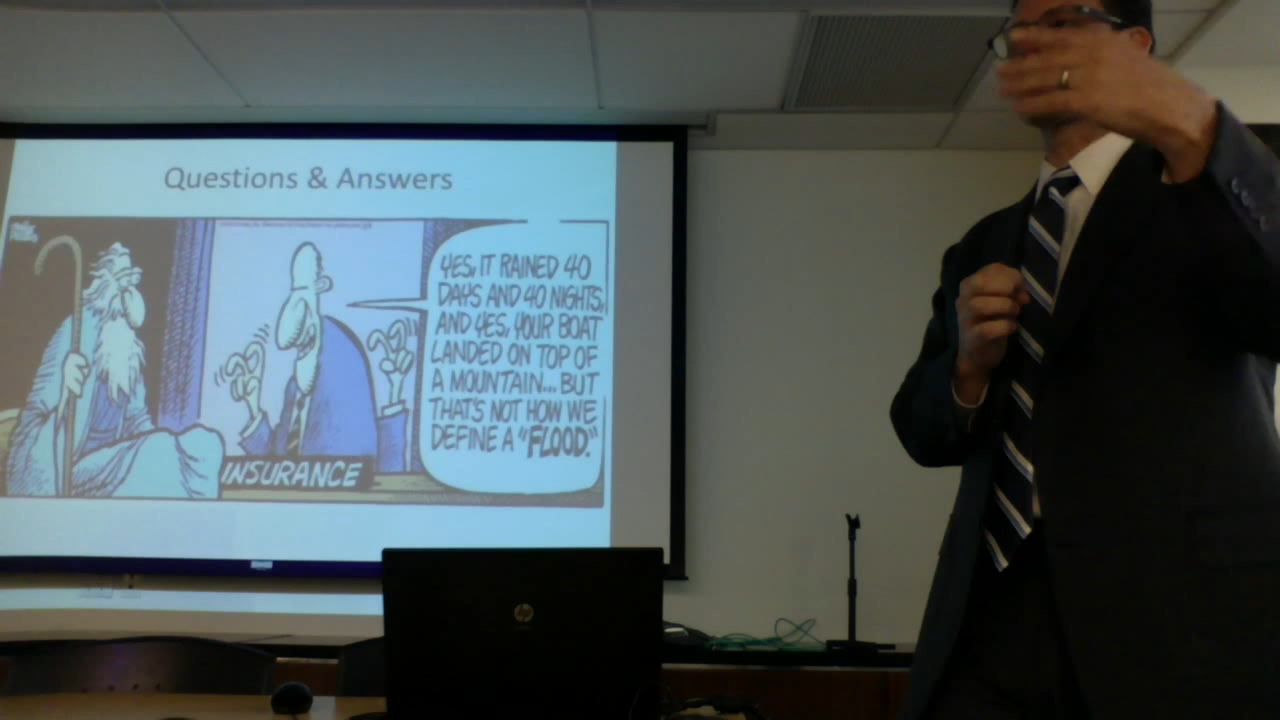 Questions & Answers
YES, IT RAINED 40
DAYS AND 40 NIGHTS,
AND YES, YOUR BOAT
LANDED ON TOP OF
A MOUNTAIN... BUT
THAT'S NOT HOW WE
DEFINE A "FLOOD."
INSURANCE
hp